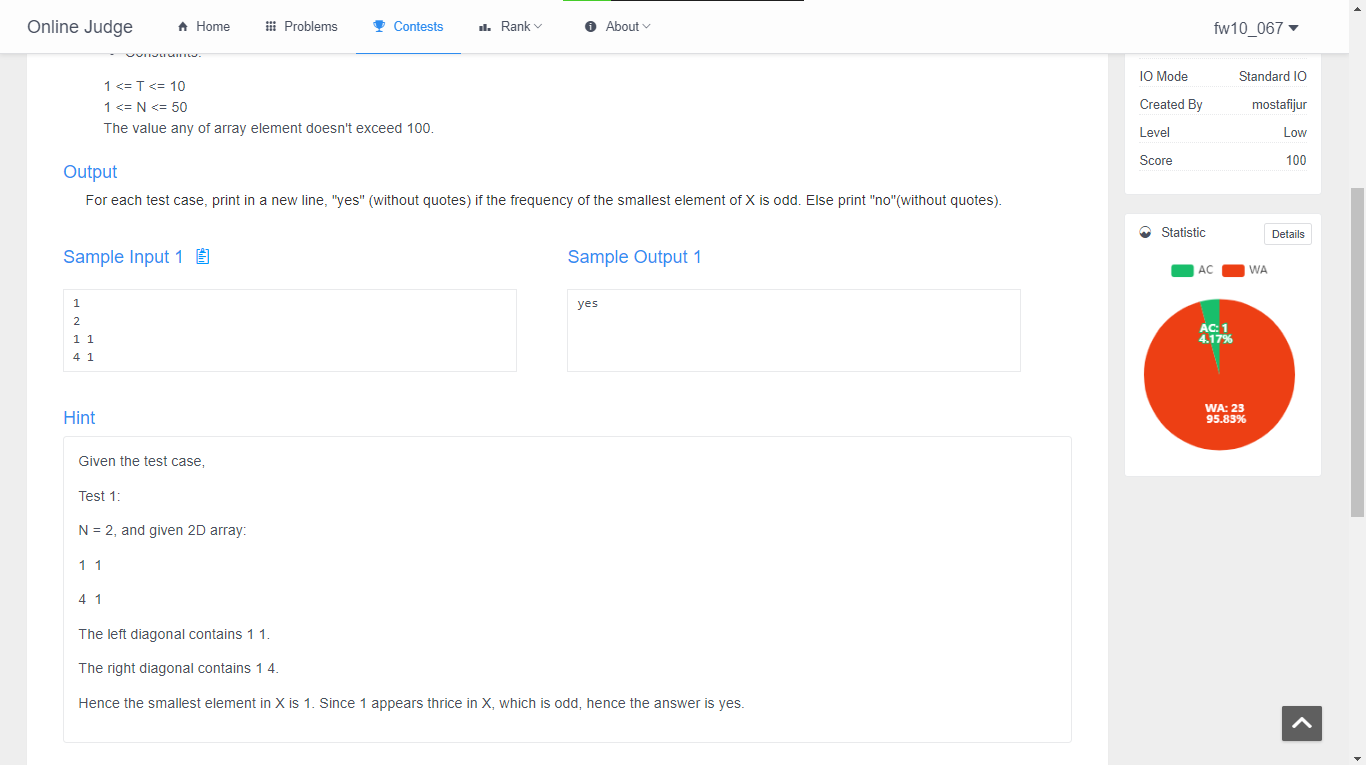 Online Judge
Home
Problems
Contests
Rank
About
fw10_067
Constraints:
1 <= T <= 10
1 <= N <= 50
The value any of array element doesn't exceed 100.
Output
For each test case, print in a new line, "yes" (without quotes) if the frequency of the smallest element of X is odd. Else print "no"(without quotes).
Sample Input 1
1
2
1 1
4 1
Sample Output 1
yes
Hint
Given the test case,
Test 1:
N = 2, and given 2D array:
1 1
4 1
The left diagonal contains 1 1.
The right diagonal contains 1 4.
Hence the smallest element in X is 1. Since 1 appears thrice in X, which is odd, hence the answer is yes.
IO Mode Standard IO
Created By mostafijur
Level Low
Score 100
Statistic
Details
AC WA
AC: 1
4.17%
WA: 23
95.83%